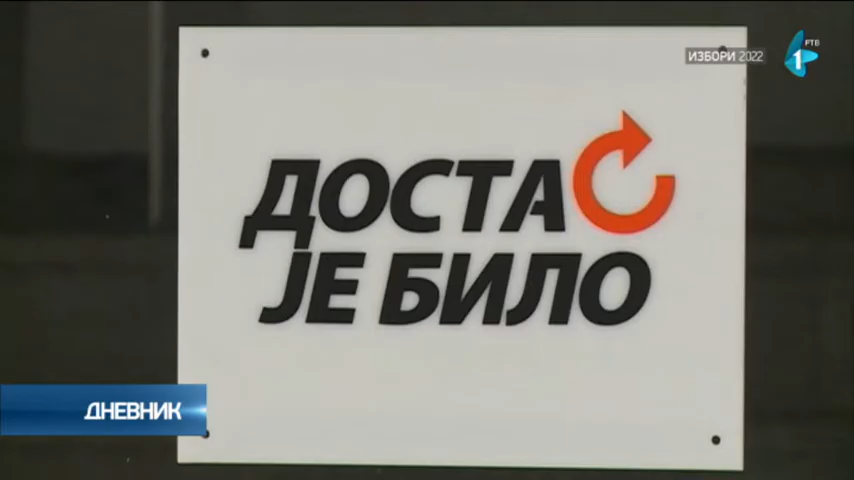 ИЗБОРИ 2022
РТВ
1
ДОСТА
ЈЕ БИЛО
ДНЕВНИК